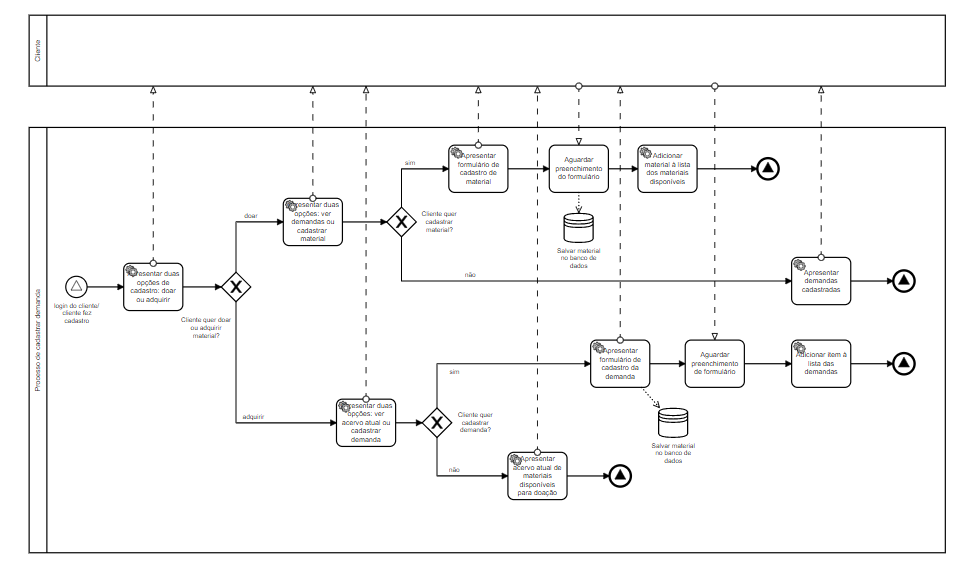 Cliente
Processo de cadastrar demanda
login do cliente/
cliente fez
cadastro
Apresentar duas
opções de
cadastro: doar
ou adquirir
Cliente quer doar
ou adquirir
material?
doar
Apresentar duas
opções: ver
demandas ou
cadastrar
material
Cliente quer
cadastrar
material?
sim
Apresentar
formulário de
cadastro de
material
Aguardar
preenchimento
do formulário
Salvar material
no banco de
dados
Adicionar
material à lista
dos materiais
disponíveis
não
Apresentar
demandas
cadastradas
adquirir
Apresentar duas
opções: ver
acervo atual ou
cadastrar
demanda
Cliente quer
cadastrar
demanda?
sim
Apresentar
formulário de
cadastro da
demanda
Aguardar
preenchimento
de formulário
Salvar material
no banco de
dados
Adicionar item à
lista das
demandas
não
Apresentar
acervo atual de
materiais
disponíveis
para doação